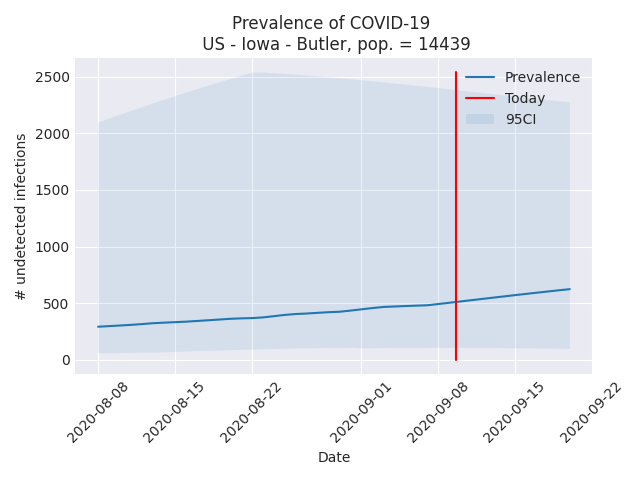 Prevalence of COVID-19
US - Iowa - Butler, pop. = 14439
2500
2000
1500
1000
500
0
# undetected infections
Prevalence
Today
95CI
2020-08-08
2020-08-15
2020-08-22
2020-09-01
2020-09-08
2020-09-15
2020-09-22
Date